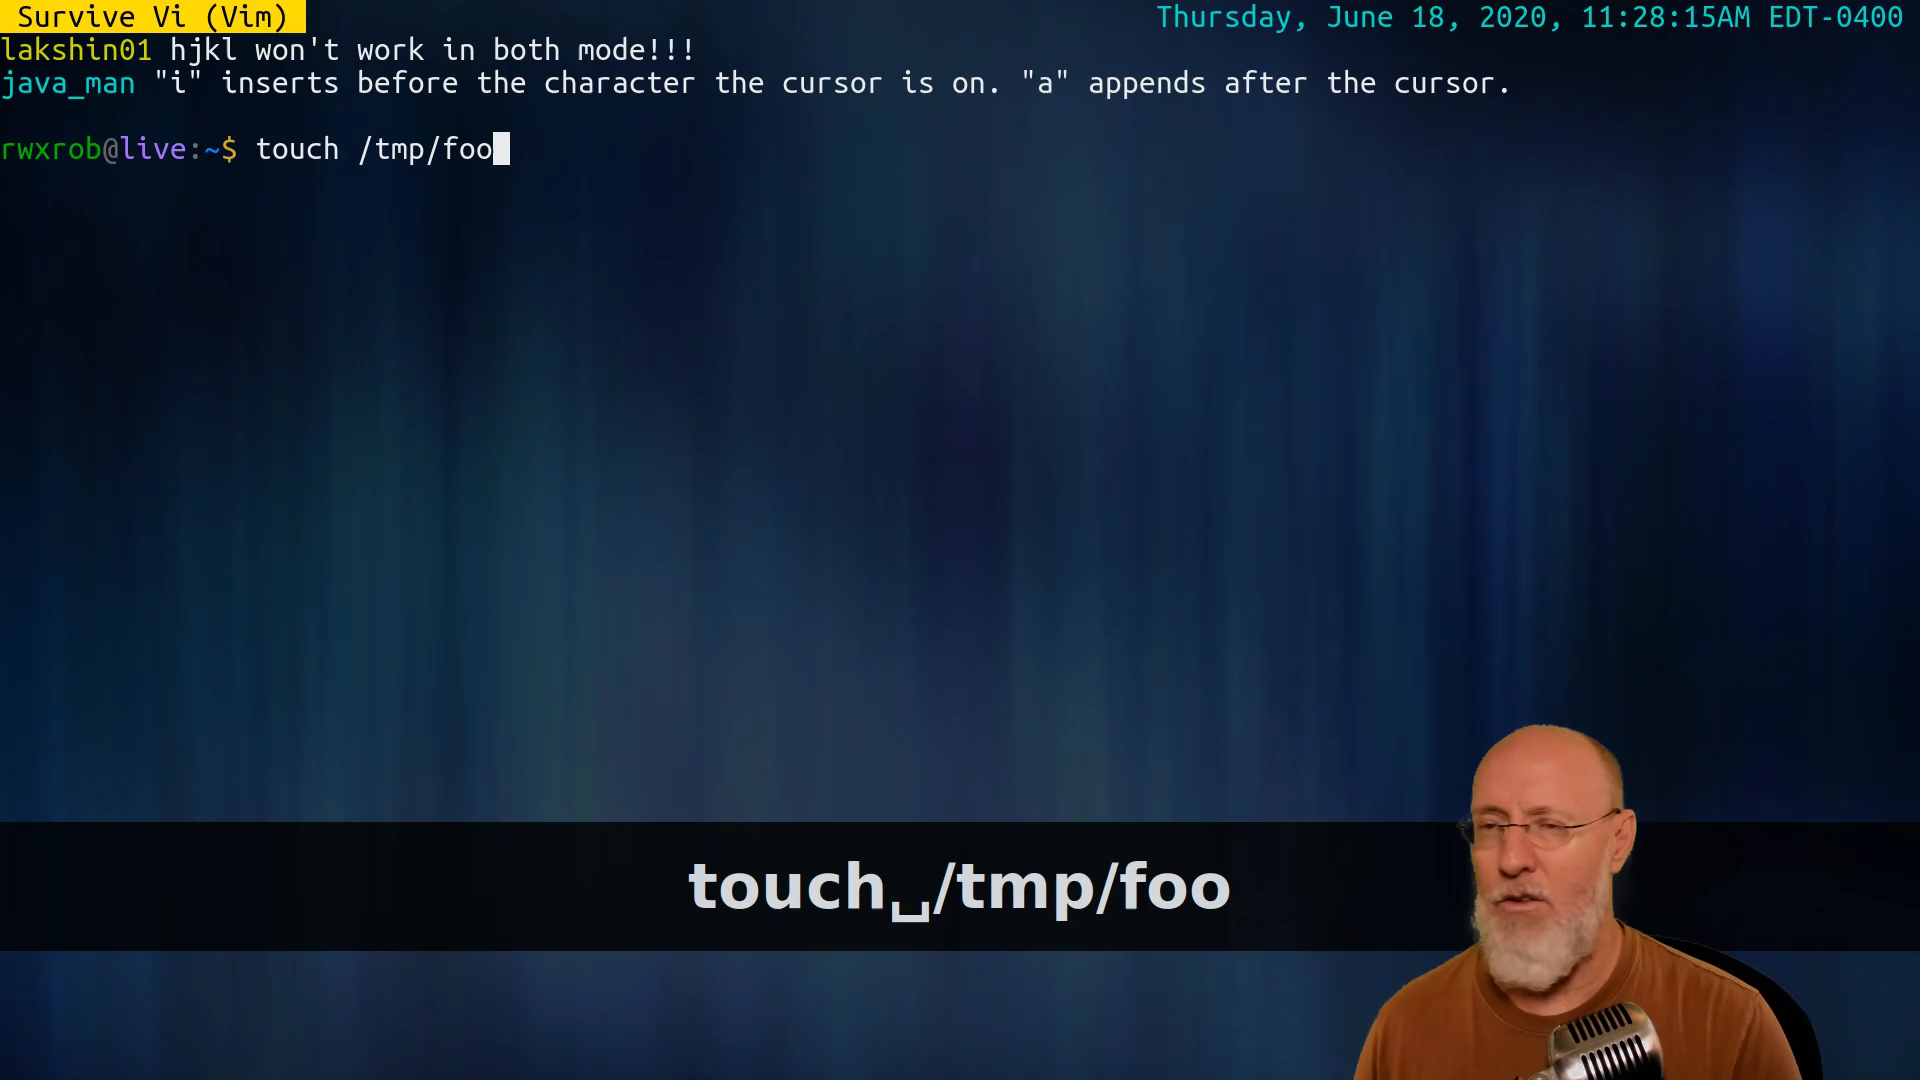 Survive Vi (Vim) Thursday, June 18, 2020, 11:28:15AM EDT-0400
lakshin01 hjkl won't work in both mode!!!
java_man "i" inserts before the character the cursor is on. "a" appends after the cursor.
rwxrob@live:~$ touch /tmp/foo
touch␣/tmp/foo